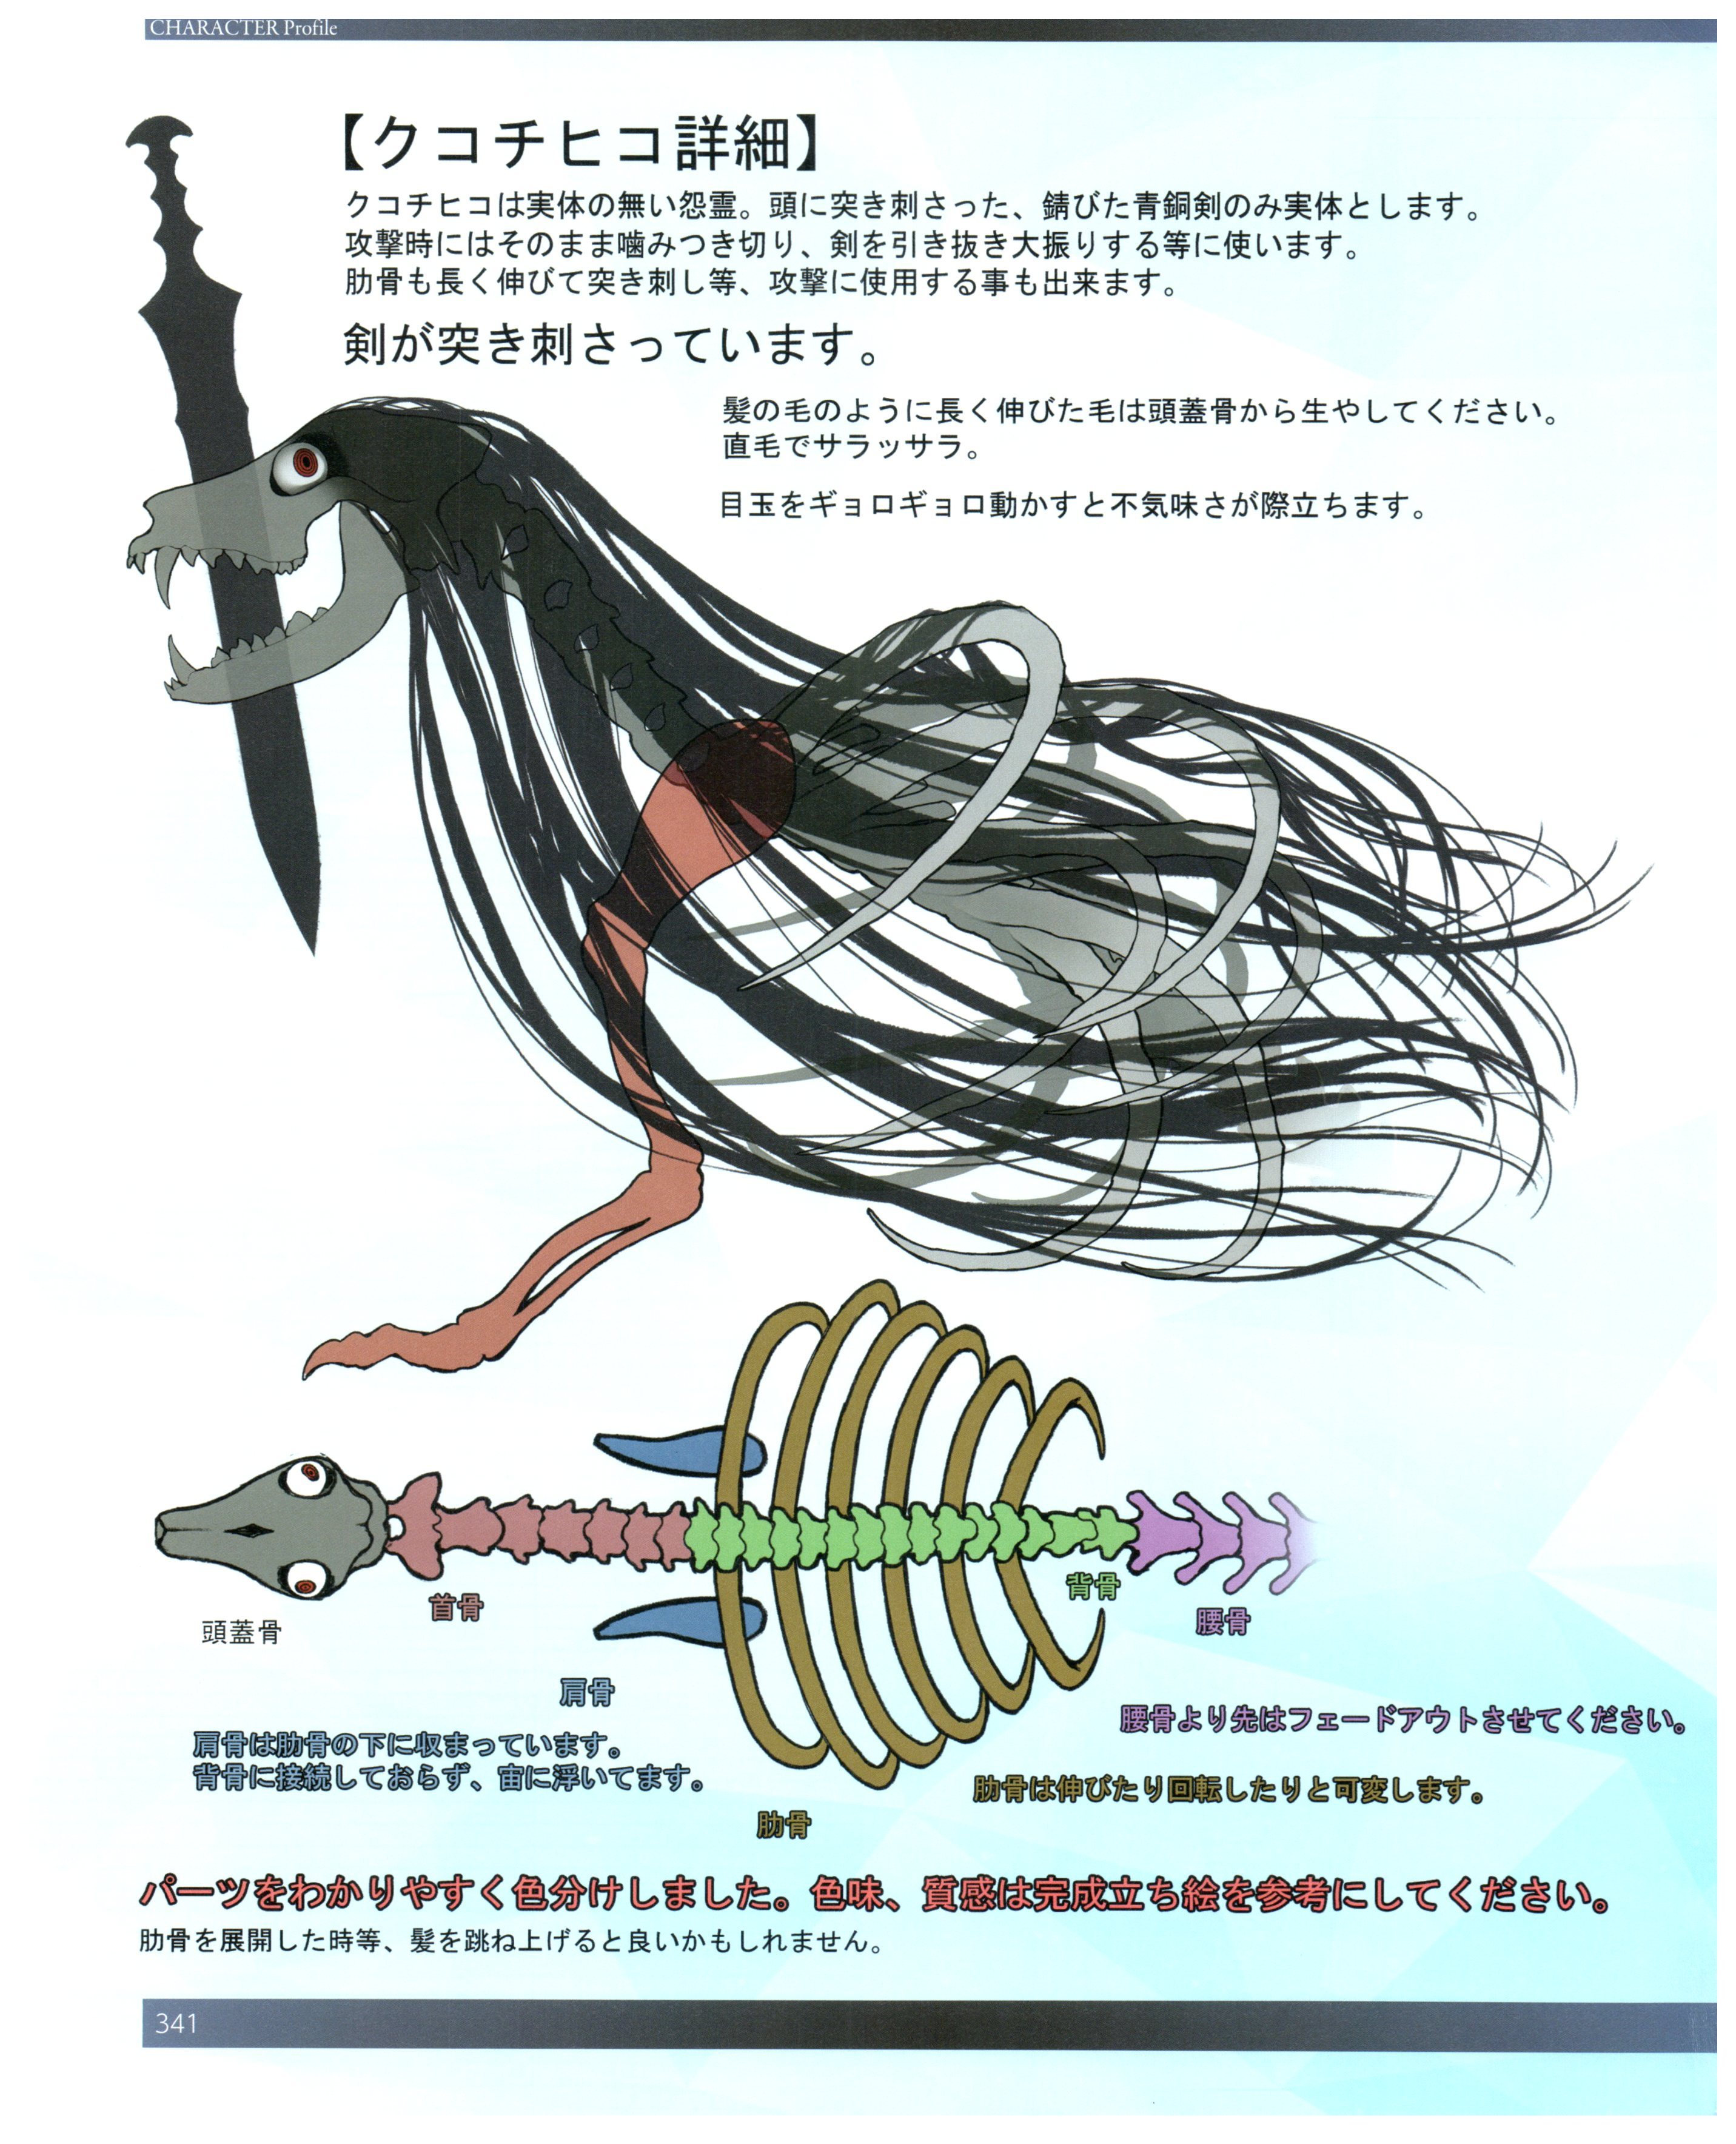 CHARACTER Profile
【クコチヒコ詳細】
クコチヒコは実体の無い怨霊。頭に突き刺さった、錆びた青銅剣のみ実体とします。
攻撃時にはそのまま噛みつき切り、剣を引き抜き大振りする等に使います。
肋骨も長く伸びて突き刺し等、攻撃に使用する事も出来ます。
剣が突き刺さっています。
髪の毛のように長く伸びた毛は頭蓋骨から生やしてください。
直毛でサラッサラ。
目玉をギョロギョロ動かすと不気味さが際立ちます。
頭蓋骨
首骨
背骨
腰骨
肩骨
肩骨は肋骨の下に収まっています。
背骨に接続しておらず、宙に浮いてます。
腰骨より先はフェードアウトさせてください。
肋骨は伸びたり回転したりと可変します。
肋骨
パーツをわかりやすく色分けしました。色味、質感は完成立ち絵を参考にしてください。
肋骨を展開した時等、髪を跳ね上げると良いかもしれません。
341